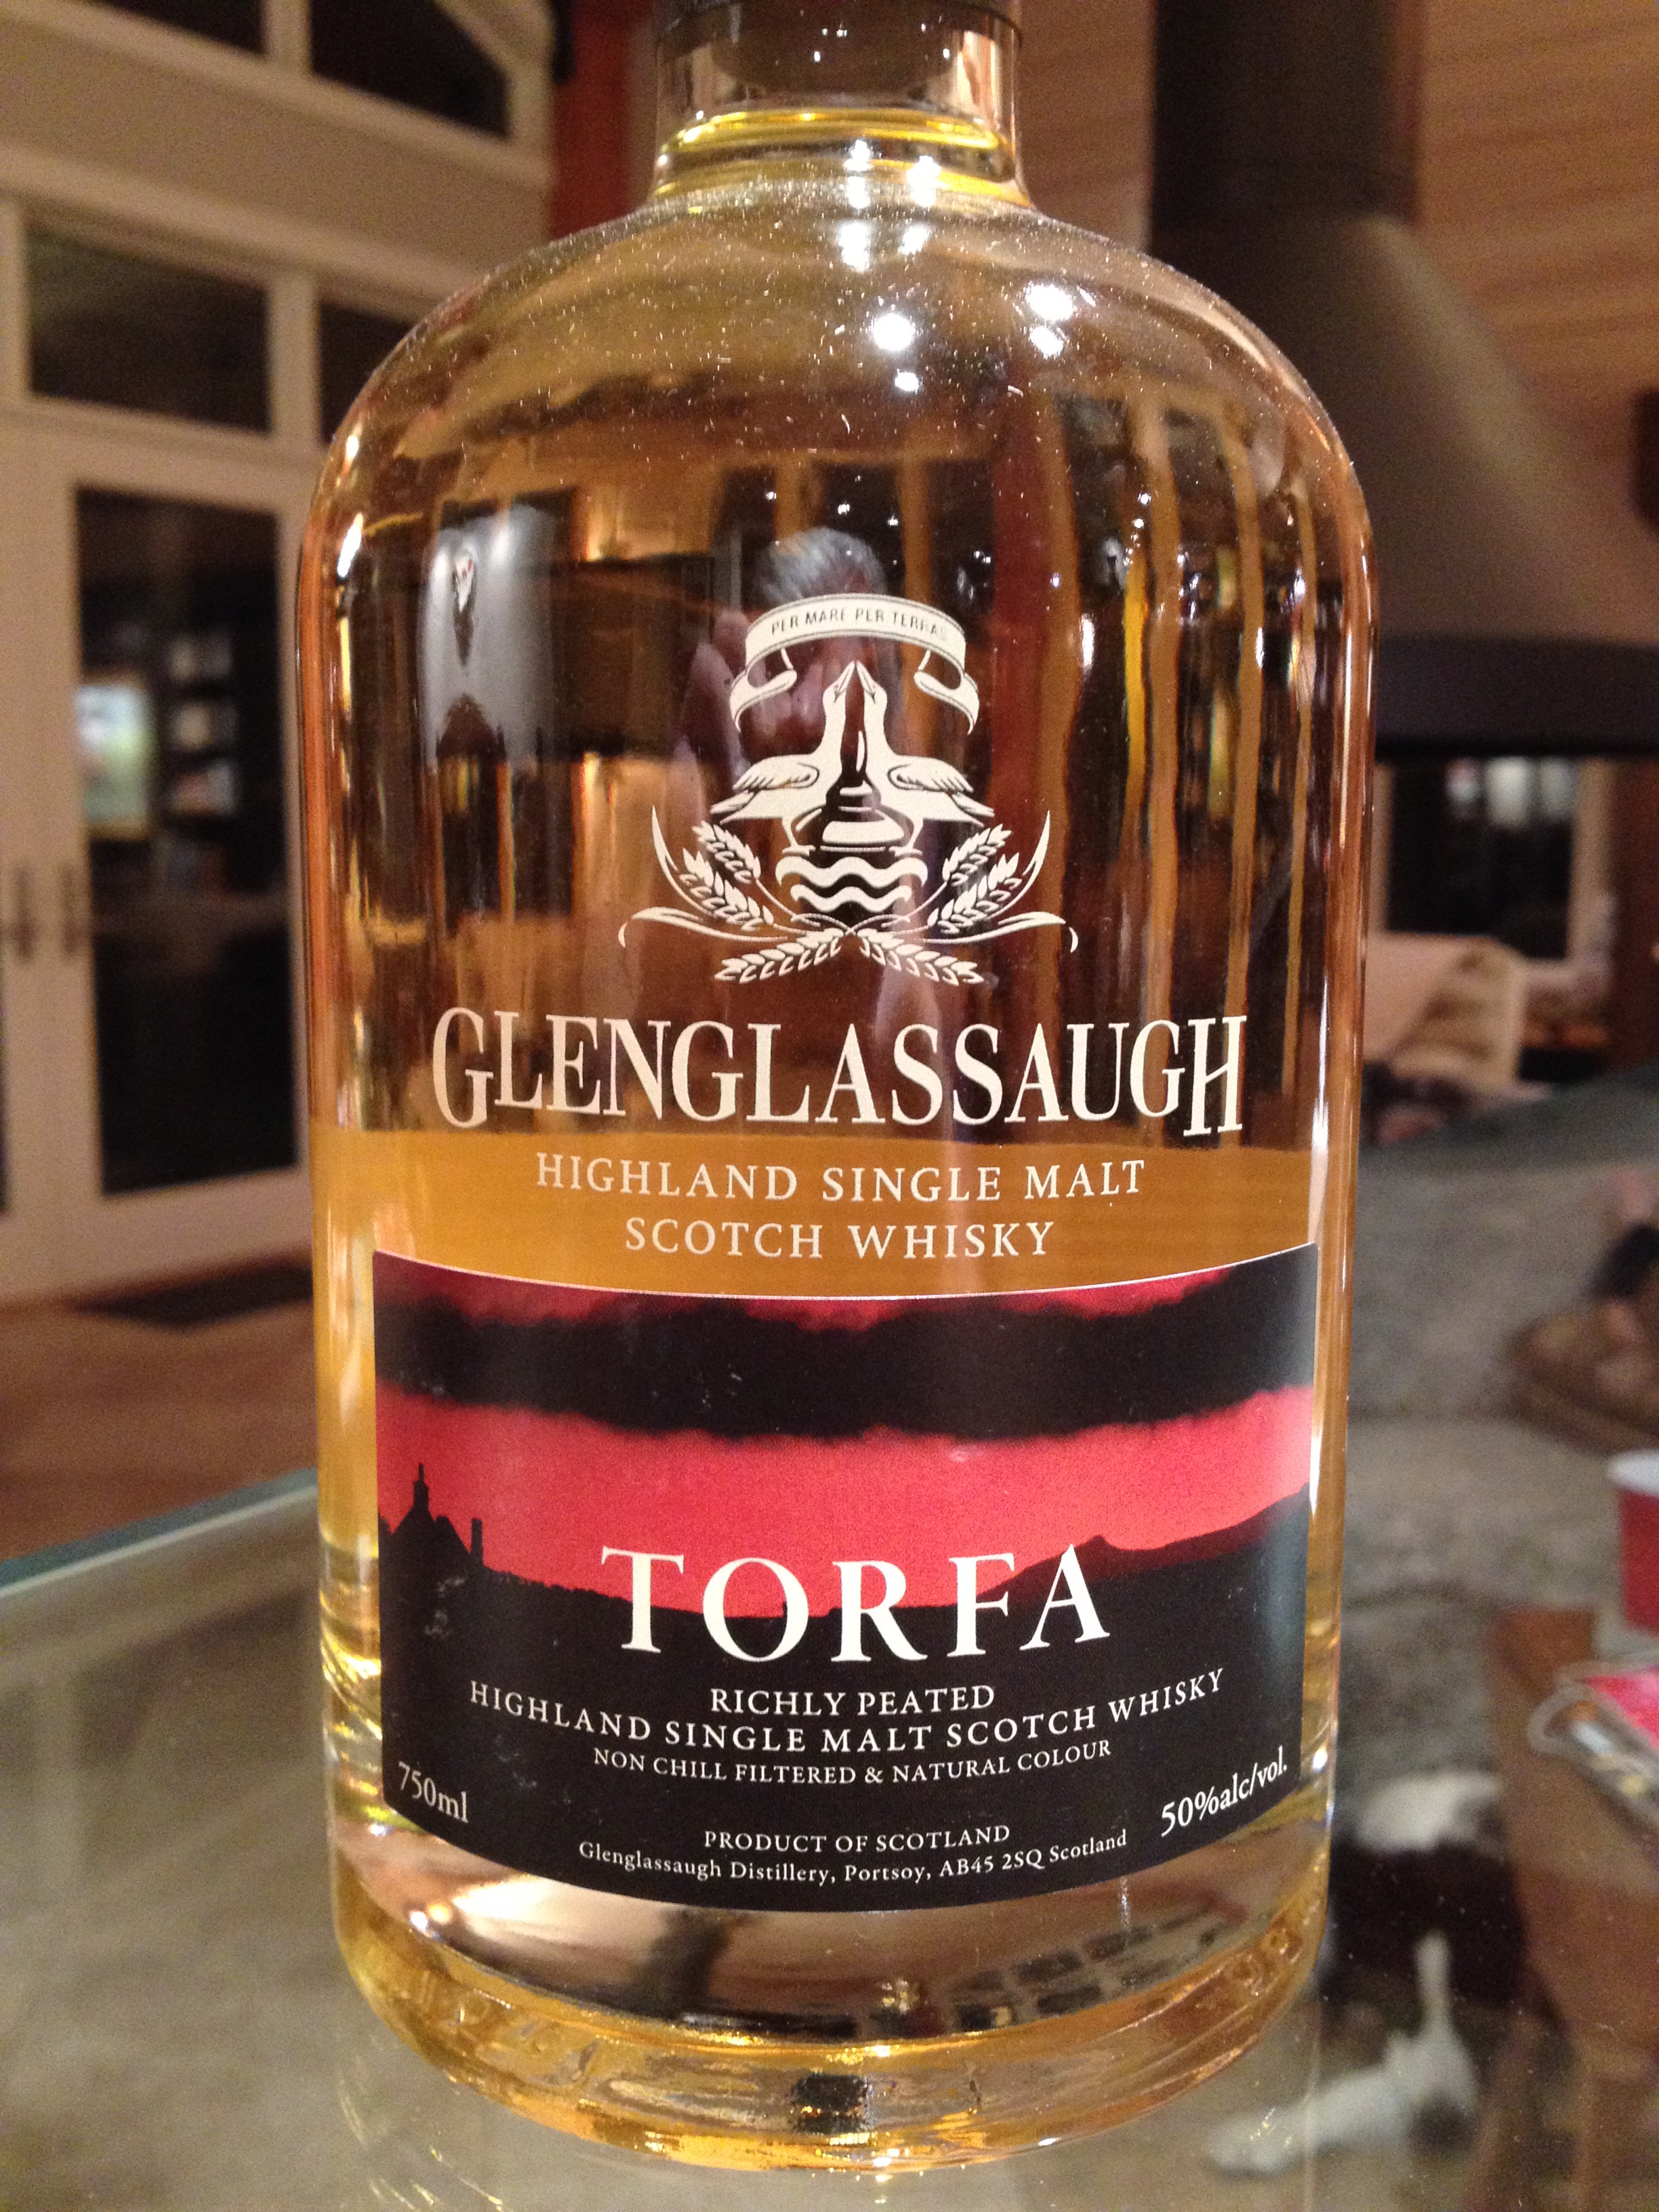 PER MARE PER TERRAS
GLENGLASSAUGH
HIGHLAND SINGLE MALT
SCOTCH WHISKY
TORFA
RICHLY PEATED
HIGHLAND SINGLE MALT SCOTCH WHISKY
NON CHILL FILTERED & NATURAL COLOUR
750ml
50%alc/vol.
PRODUCT OF SCOTLAND
Glenglassaugh Distillery, Portsoy, AB45 2SQ Scotland